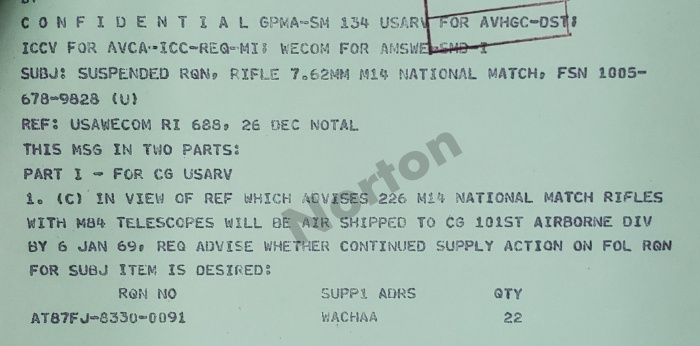 C O N F I D E N T I A L GPMA-SM 134 USARV FOR AVHGC-DST;
ICCV FOR AVCA-ICC-REQ-MI; WECOM FOR ANSWE -SMD-I
SUBJ: SUSPENDED RQN, RIFLE 7.62MM M14 NATIONAL MATCH, FSN 1005-
678-9828 (U)
REF: USAWECOM RI 688, 26 DEC NOTAL
THIS MSG IN TWO PARTS:
PART I - FOR CG USARV
1. (C) IN VIEW OF REF WHICH ADVISES 226 M14 NATIONAL MATCH RIFLES
WITH M84 TELESCOPES WILL BE AIR SHIPPED TO CG 101ST AIRBORNE DIV
BY 6 JAN 69, REQ ADVISE WHETHER CONTINUED SUPPLY ACTION ON FOL RQN
FOR SUBJ ITEM IS DESIRED:
RQN NO SUPP1 ADRS QTY
AT87FJ-8330-0091 WACHAA 22
Norton